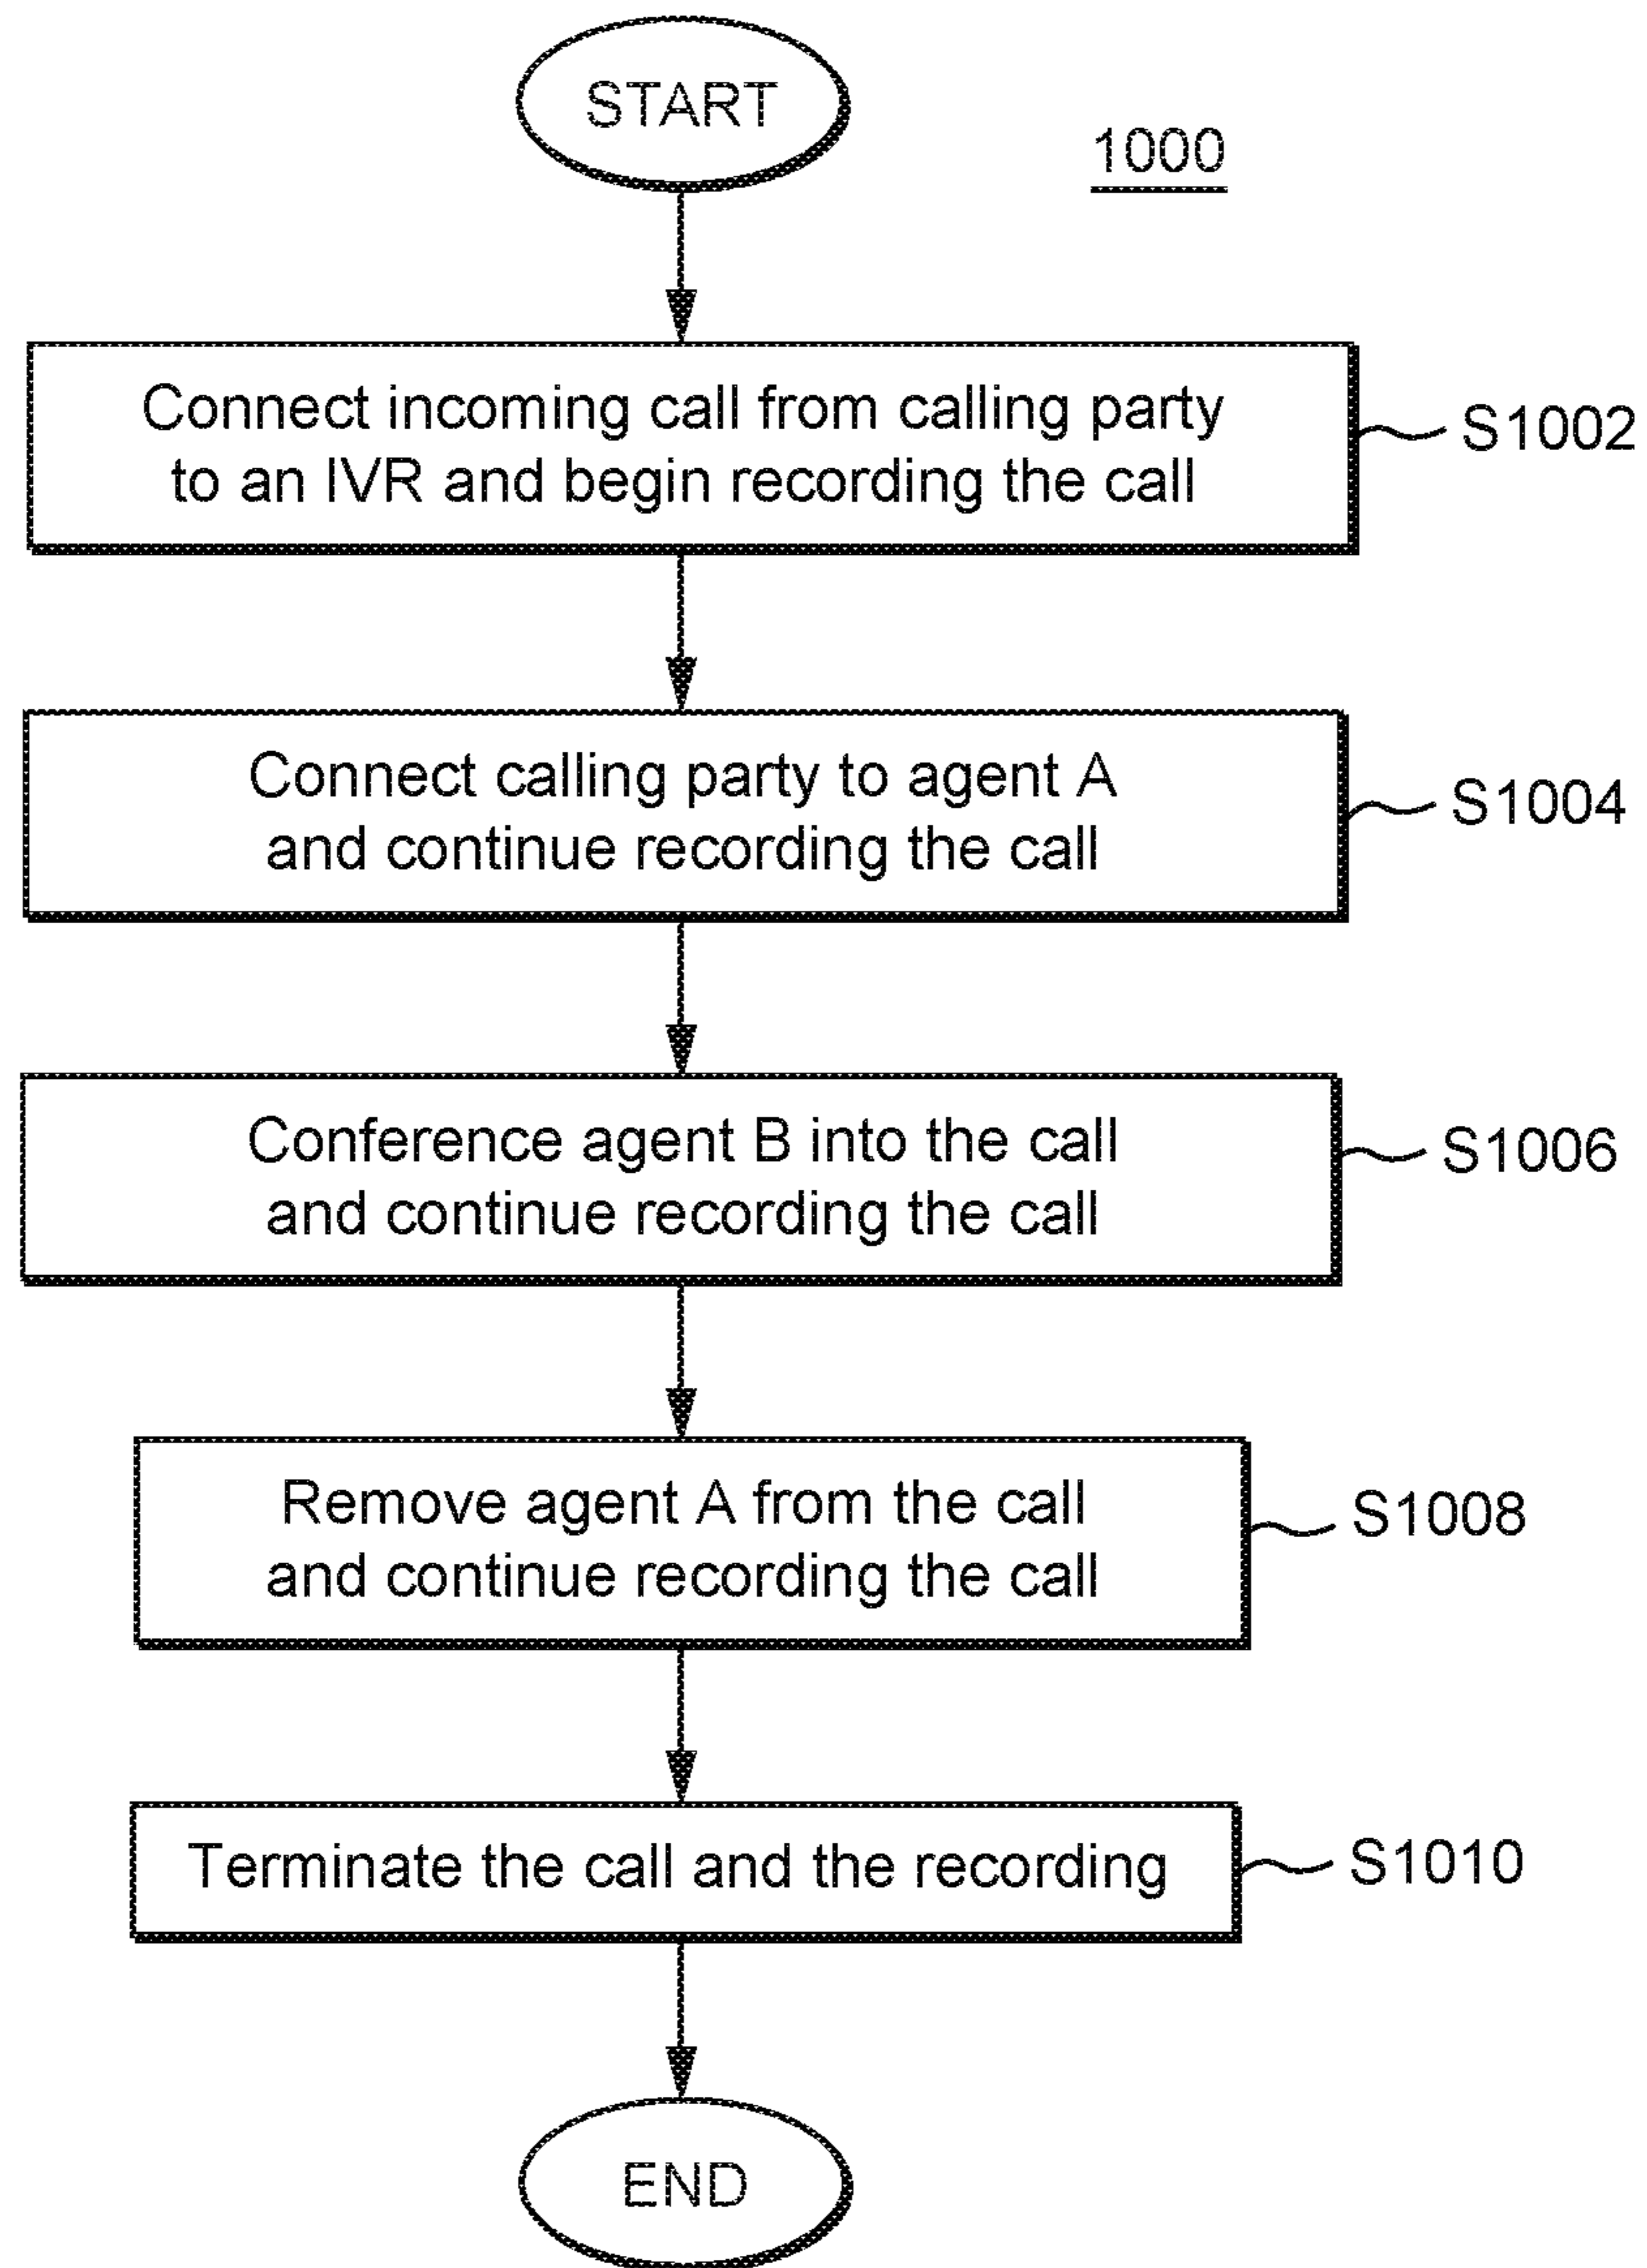 START
1000
Connect incoming call from calling party
to an IVR and begin recording the call
S1002
Connect calling party to agent A
and continue recording the call
S1004
Conference agent B into the call
and continue recording the call
S1006
Remove agent A from the call
and continue recording the call
S1008
Terminate the call and the recording
S1010
END